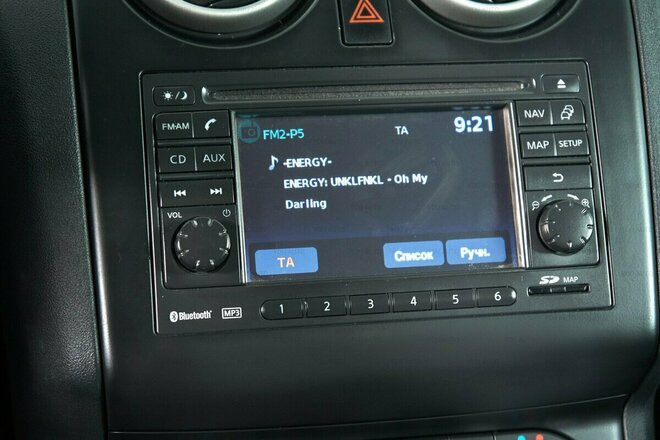 FM2-P5 TA 9:21
-ENERGY-
ENERGY: UNKLFNKL - Oh My
Darling
TA Список Ручн.
FM·AM
CD AUX
VOL
NAV
MAP SETUP
SD MAP
Bluetooth MP3
1 2 3 4 5 6